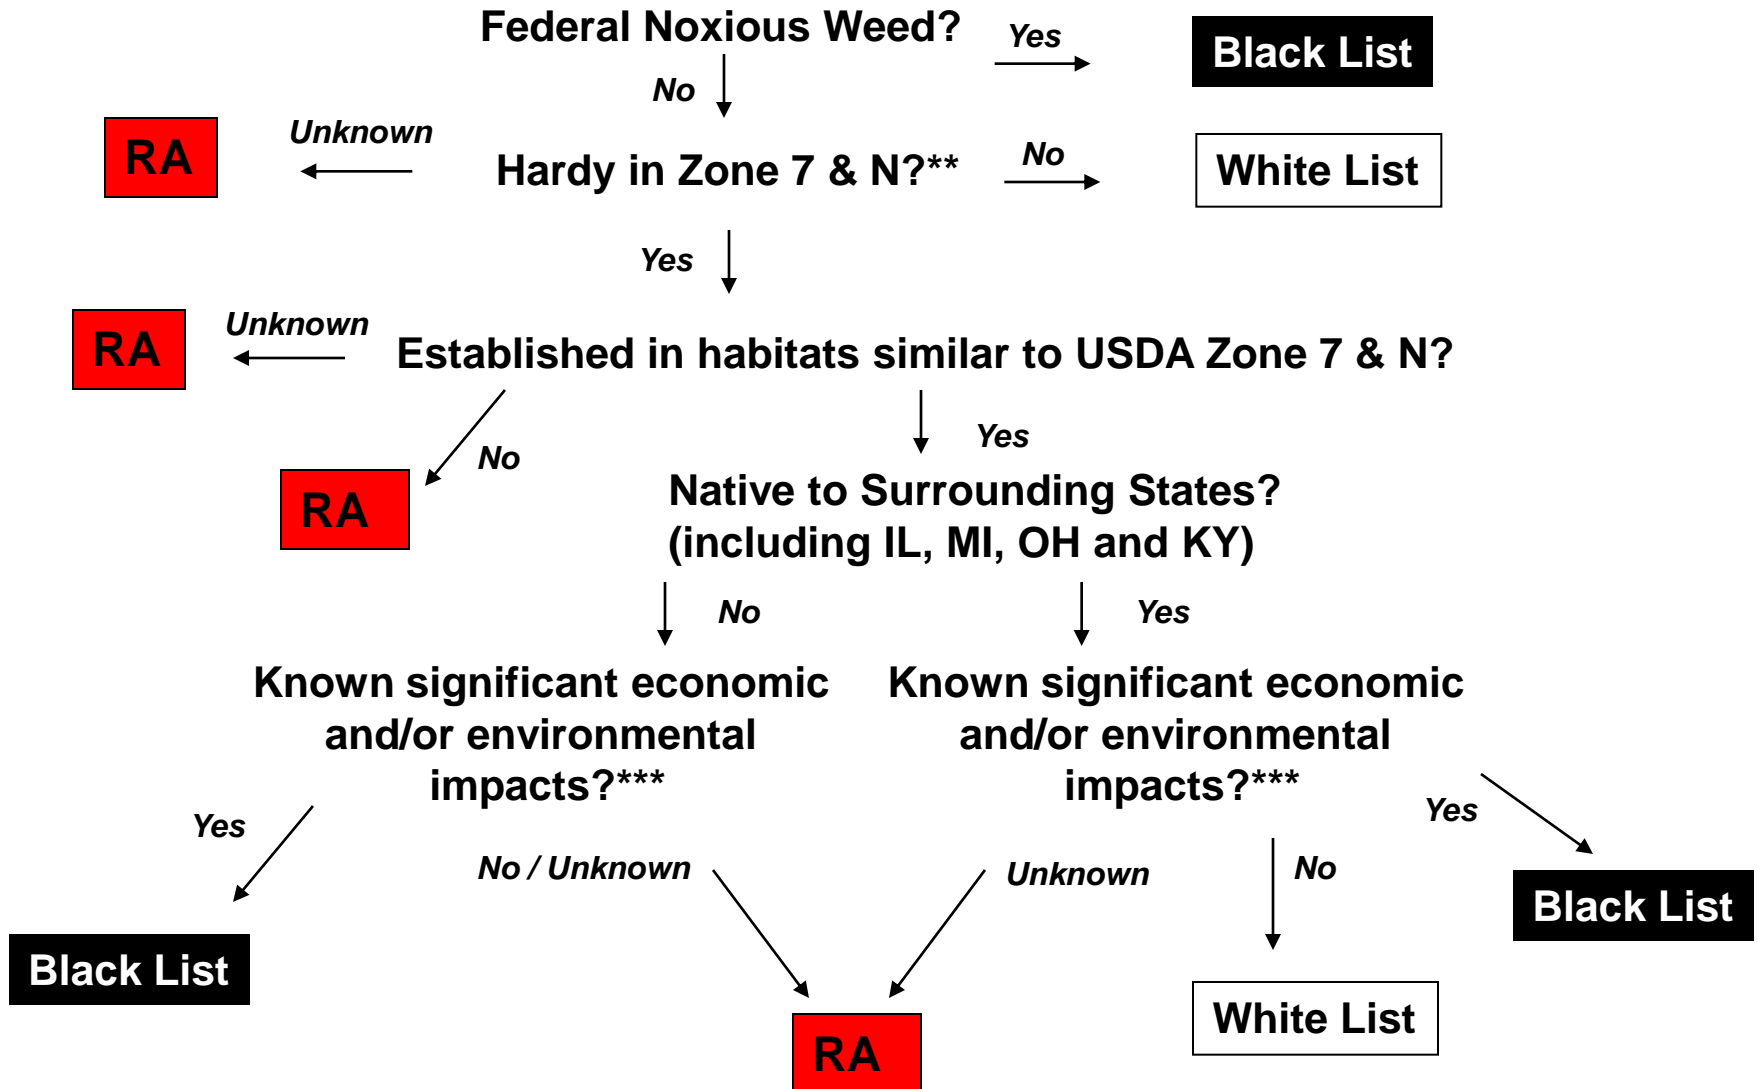 Federal Noxious Weed?
Yes
Black List
No
Unknown
RA
Hardy in Zone 7 & N?**
No
White List
Yes
Unknown
RA
Established in habitats similar to USDA Zone 7 & N?
No
Yes
RA
Native to Surrounding States?
(including IL, MI, OH and KY)
No
Yes
Known significant economic
and/or environmental
impacts?***
Known significant economic
and/or environmental
impacts?***
Yes
No / Unknown
Unknown
No
Yes
Black List
Black List
White List
RA